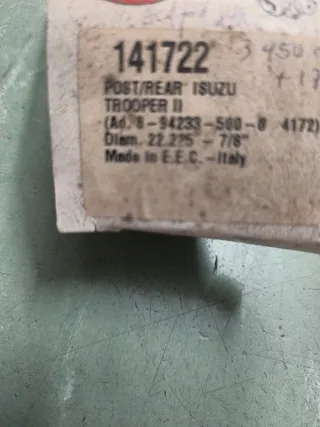 141722
POST/REAR ISUZU
TROOPER II
(Ad. 8-94233-500-0 4172)
Diam. 22.225 - 7/8"
Made in E.E.C.-Italy
3 450
+ 17